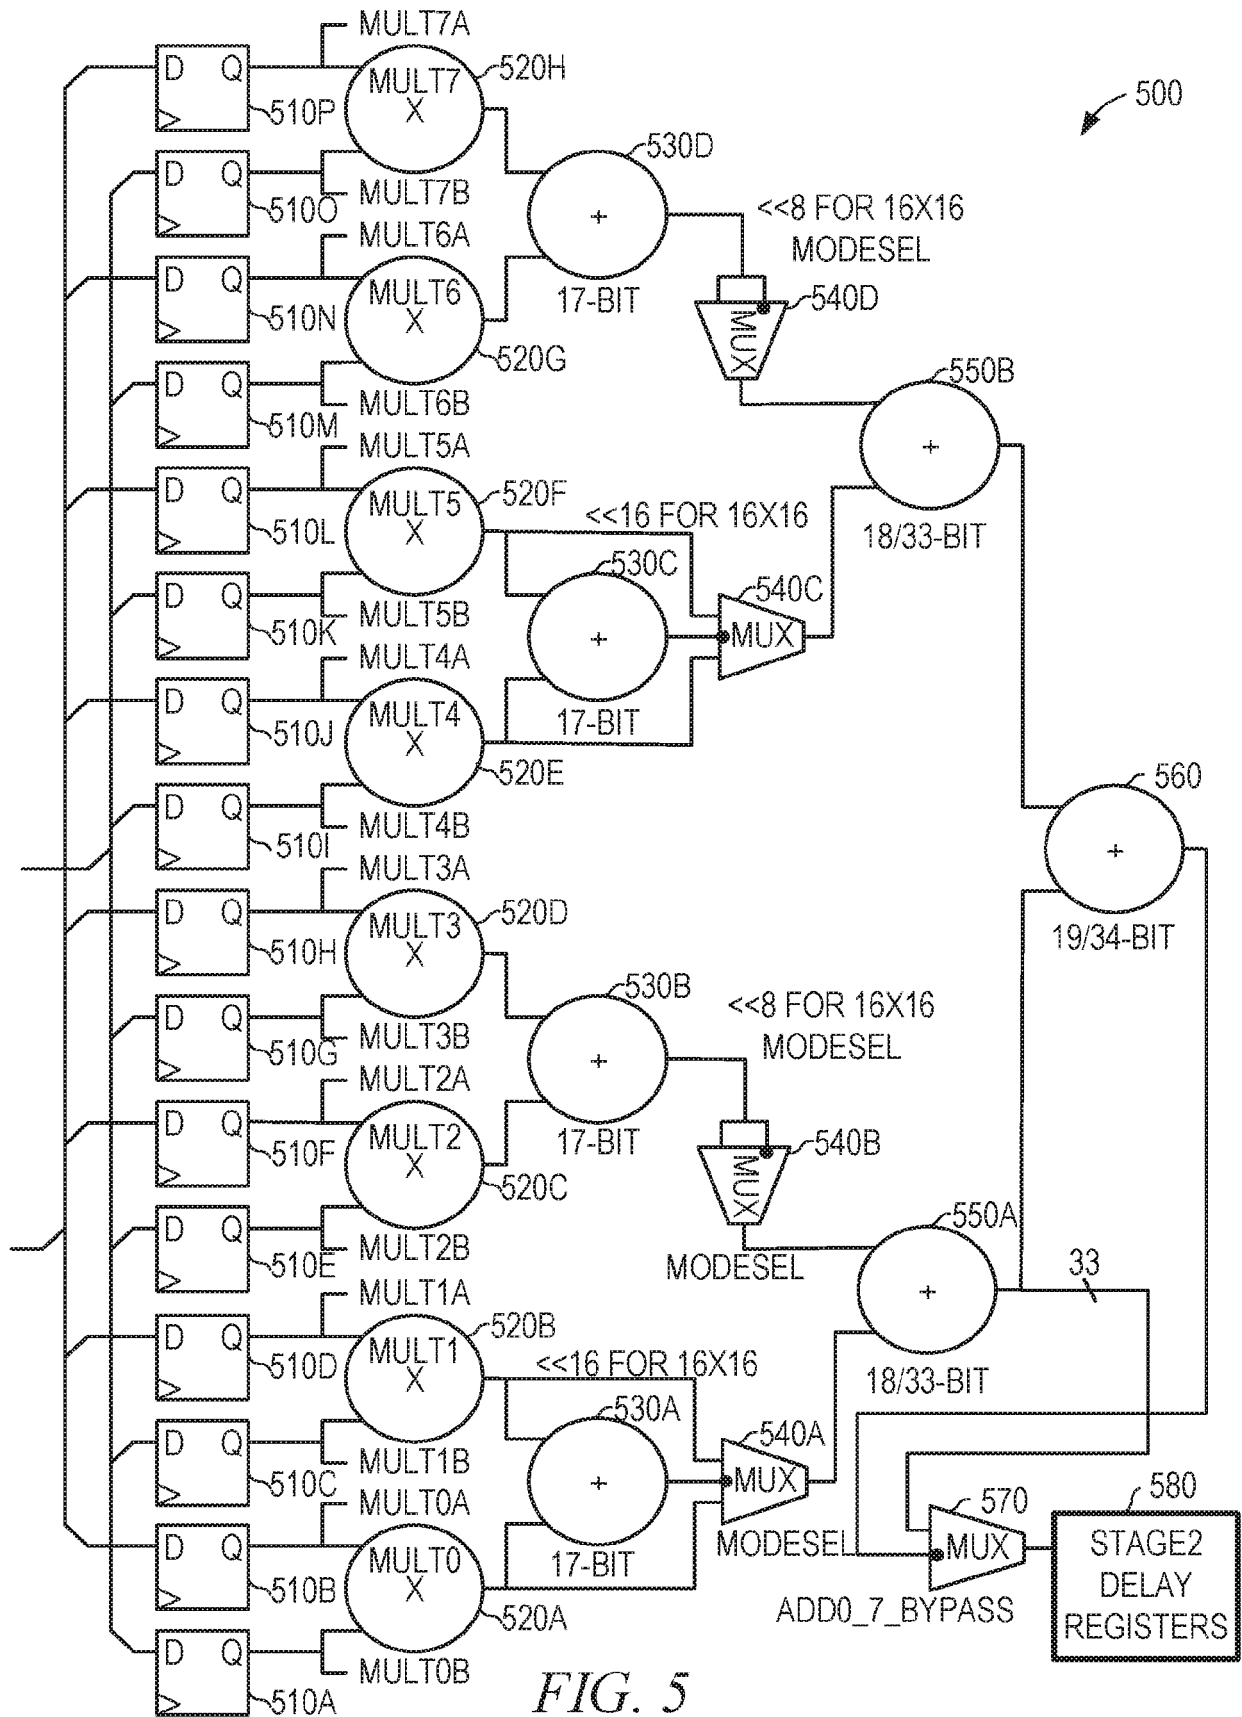 MULT7A
D Q
MULT7
X
520H
510P
500
530D
D Q
MULT7B
510O
+
<<8 FOR 16X16
MODESEL
MULT6A
D Q
MULT6
X
17-BIT
540D
510N
MUX
520G
550B
D Q
MULT6B
510M
+
MULT5A
D Q
MULT5
X
520F
<<16 FOR 16X16
18/33-BIT
510L
530C
540C
D Q
MULT5B
510K
+
MUX
MULT4A
D Q
MULT4
X
17-BIT
510J
520E
560
D Q
MULT4B
510I
+
MULT3A
D Q
MULT3
X
520D
19/34-BIT
510H
530B
<<8 FOR 16X16
MODESEL
D Q
MULT3B
510G
+
MULT2A
D Q
MULT2
X
17-BIT
540B
510F
MUX
520C
550A
D Q
MULT2B
510E
MODESEL
33
+
MULT1A
D Q
MULT1
X
520B
<<16 FOR 16X16
18/33-BIT
510D
530A
540A
D Q
MULT1B
510C
+
MUX
MULT0A
570
580
D Q
MULT0
X
17-BIT
MODESEL
MUX
STAGE2
DELAY
REGISTERS
510B
520A
ADD0_7_BYPASS
D Q
MULT0B
510A
FIG. 5